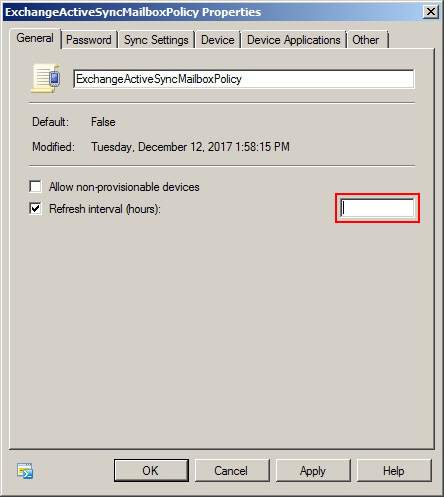 ExchangeActiveSyncMailboxPolicy Properties
General Password Sync Settings Device Device Applications Other
ExchangeActiveSyncMailboxPolicy
Default: False
Modified: Tuesday, December 12, 2017 1:58:15 PM
Allow non-provisionable devices
Refresh interval (hours):
OK Cancel Apply Help